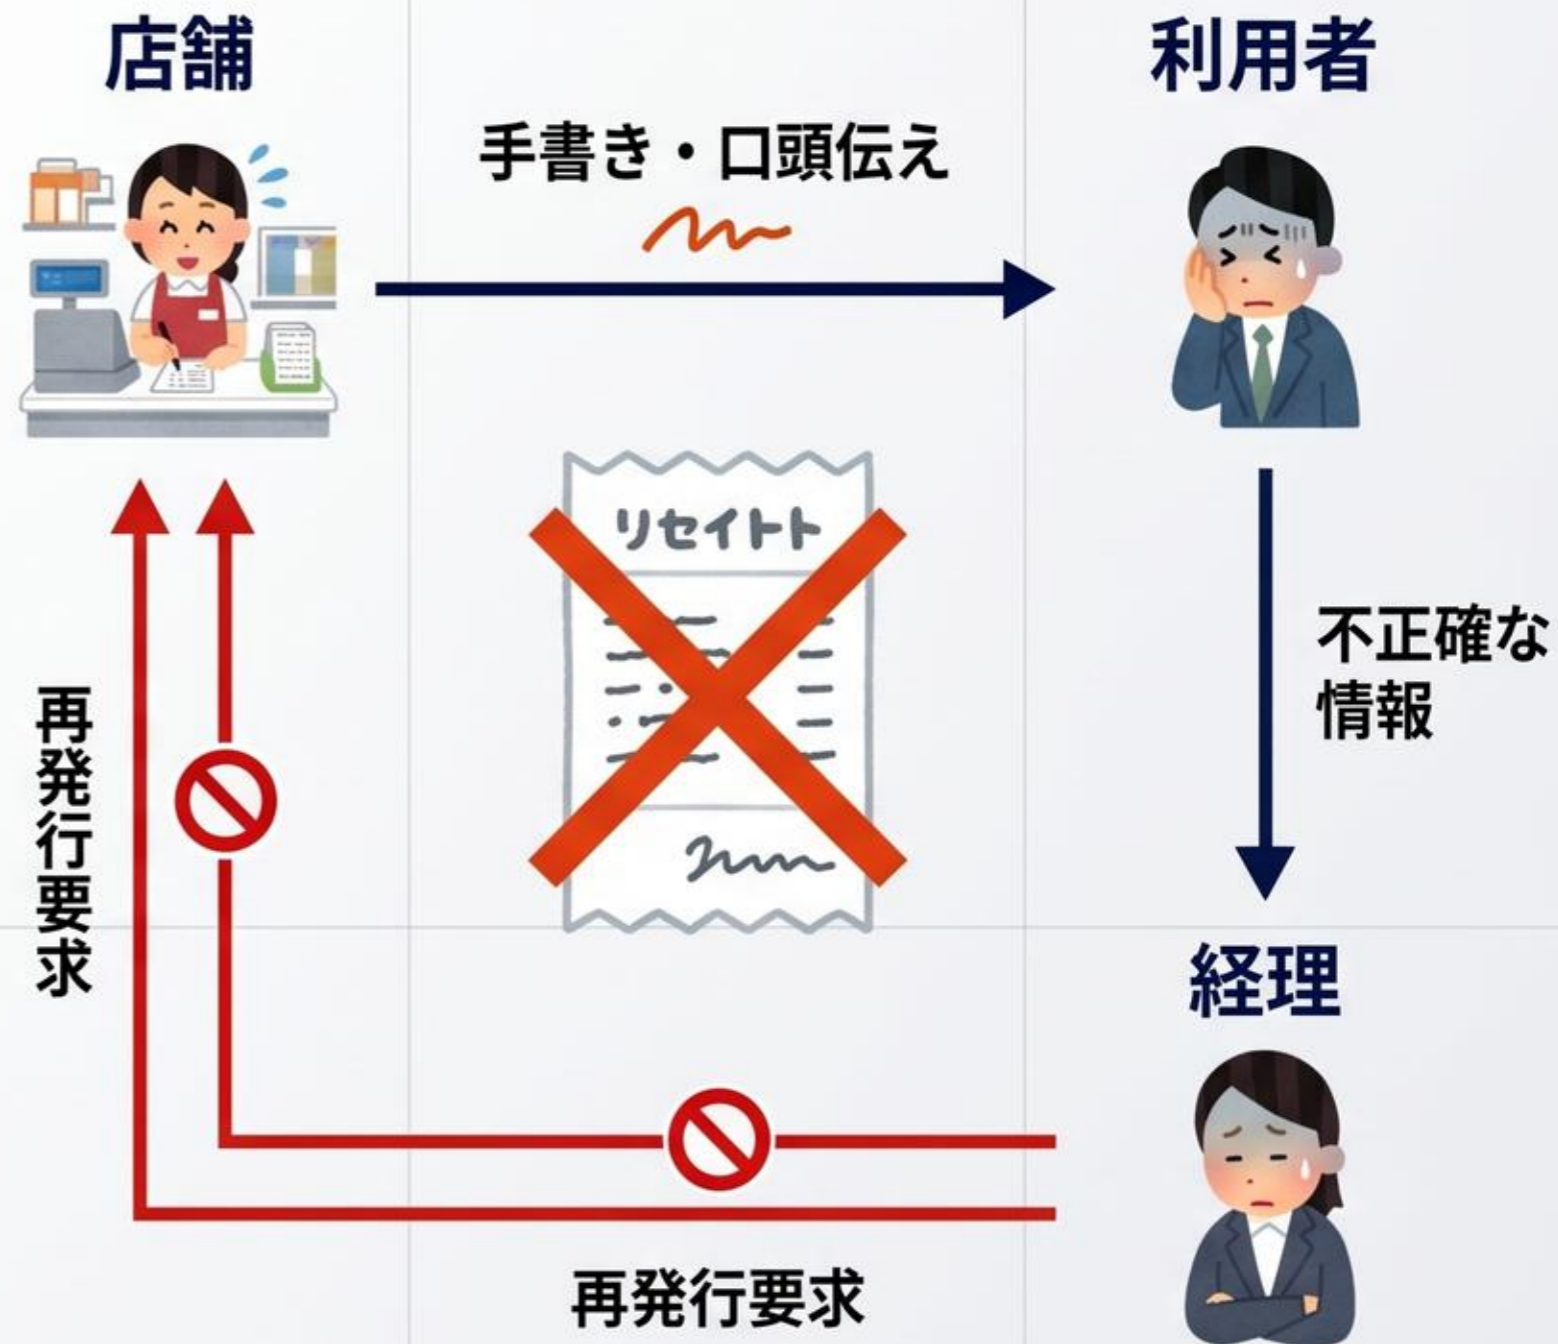 店舗
利用者
手書き・口頭伝え
リセイトト
不正確な
情報
再発行要求
経理
再発行要求